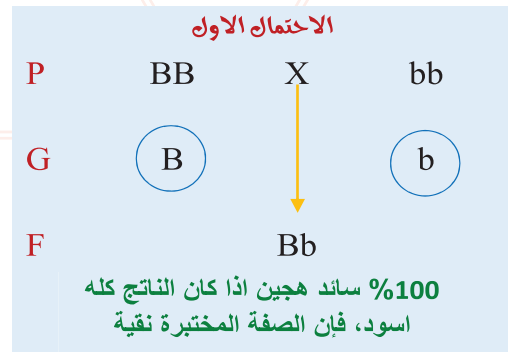 الاحتمال الاول
P BB X bb
G B b
F Bb
100% سائد هجين اذا كان الناتج كله
اسود، فإن الصفة المختبرة نقية